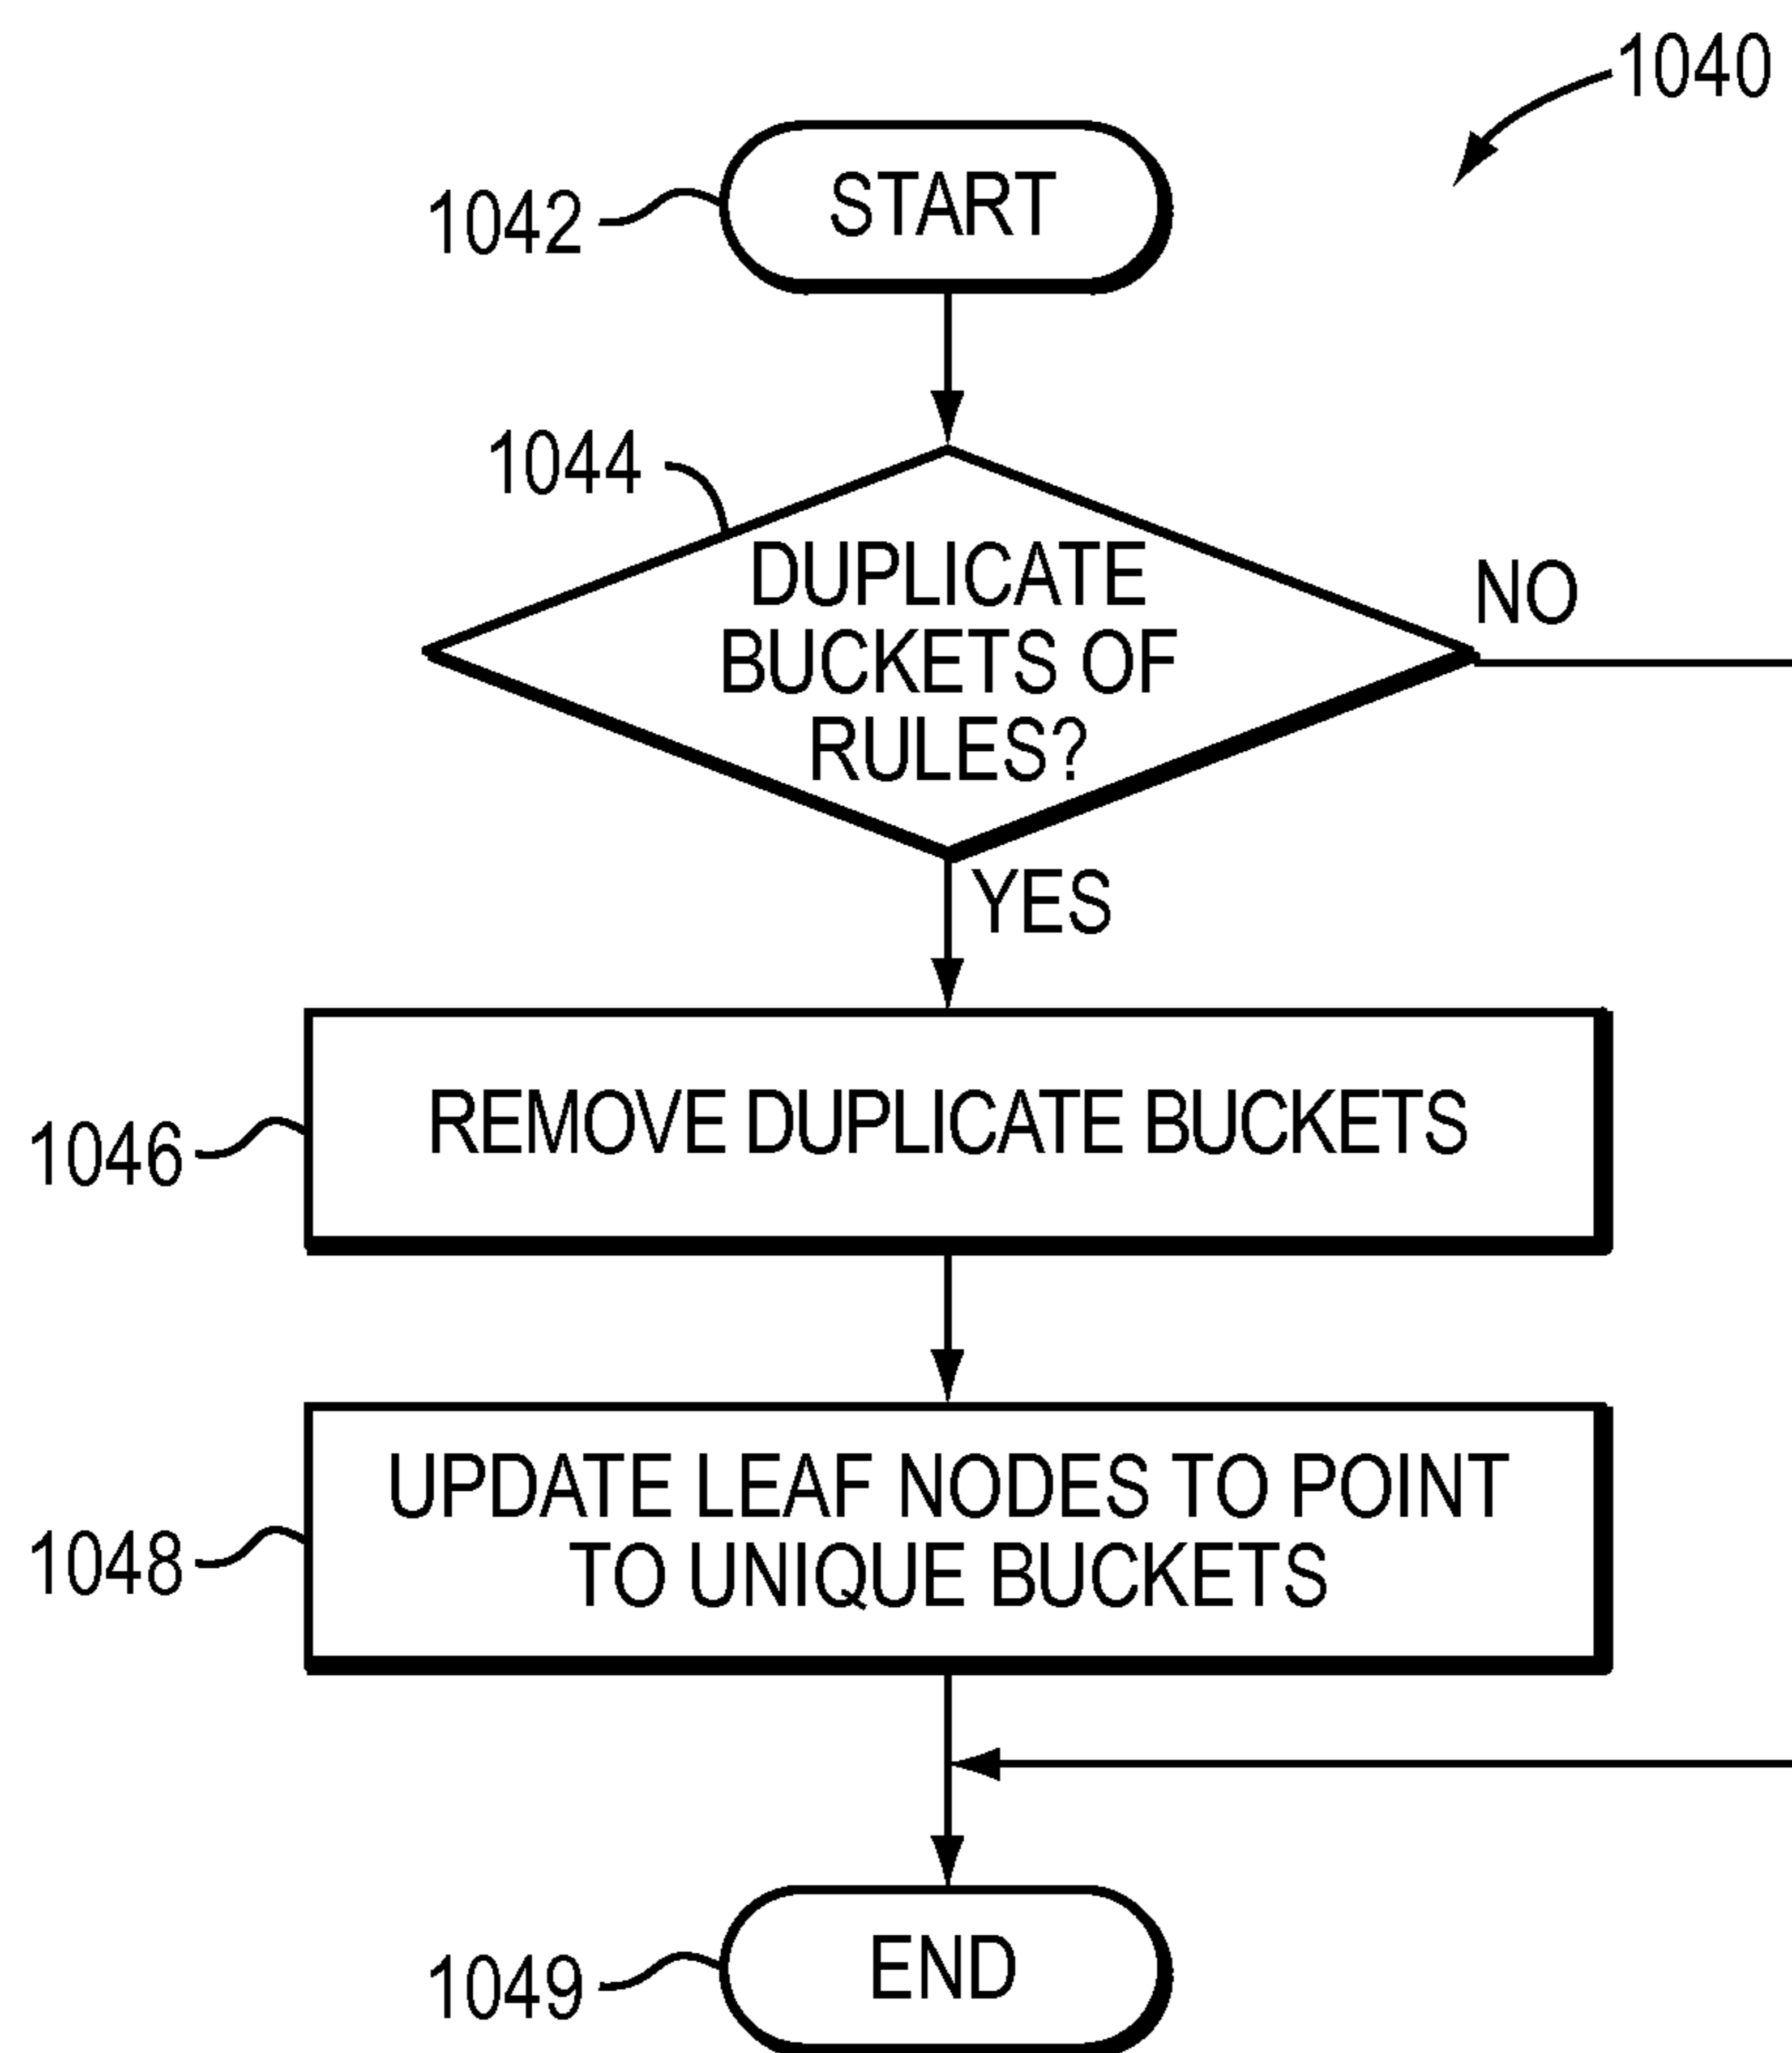 1040
START
1042
1044
DUPLICATE
BUCKETS OF
RULES?
NO
YES
REMOVE DUPLICATE BUCKETS
1046
UPDATE LEAF NODES TO POINT
TO UNIQUE BUCKETS
1048
END
1049